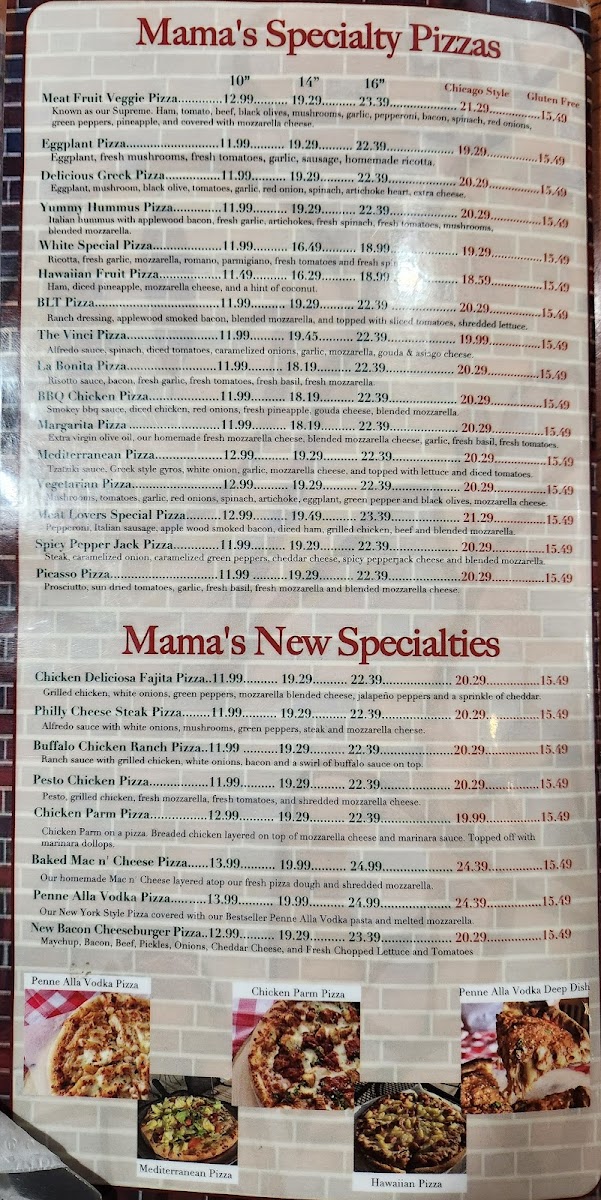 Mama's Specialty Pizzas
10" 14" 16" Chicago Style Gluten Free
Meat Fruit Veggie Pizza............12.99.......... 19.29.......... 23.39.................... 21.29....................15.49
Known as our Supreme. Ham, tomato, beef, black olives, mushrooms, garlic, pepperoni, bacon, spinach, red onions,
green peppers, pineapple, and covered with mozzarella cheese.
Eggplant Pizza........................11.99.......... 19.29.......... 22.39.................... 19.29....................15.49
Eggplant, fresh mushrooms, fresh tomatoes, garlic, sausage, homemade ricotta.
Delicious Greek Pizza..............11.99.......... 19.29.......... 22.39.................... 20.29....................15.49
Eggplant, mushroom, black olive, tomatoes, garlic, red onion, spinach, artichoke heart, extra cheese.
Yummy Hummus Pizza............11.99.......... 19.29.......... 22.39.................... 20.29....................15.49
Italian hummus with applewood bacon, fresh garlic, artichokes, fresh spinach, fresh tomatoes, mushrooms,
blended mozzarella.
White Special Pizza..................11.99.......... 16.49.......... 18.99.................... 19.29....................15.49
Ricotta, fresh garlic, mozzarella, romano, parmigiano, fresh tomatoes and fresh
Hawaiian Fruit Pizza................11.49.......... 16.29.......... 18.99.................... 18.59....................15.49
Ham, diced pineapple, mozzarella cheese, and a hint of coconut.
BLT Pizza................................11.99.......... 19.29.......... 22.39.................... 20.29....................15.49
Ranch dressing, applewood smoked bacon, blended mozzarella, and topped with sliced tomatoes, shredded lettuce.
The Vinci Pizza........................11.99.......... 19.45.......... 22.39.................... 19.99....................15.49
Alfredo sauce, spinach, diced tomatoes, caramelized onions, garlic, mozzarella, gouda & asiago cheese.
La Bonita Pizza........................11.99.......... 18.19.......... 22.39.................... 20.29....................15.49
Risotto sauce, bacon, fresh garlic, fresh tomatoes, fresh basil, fresh mozzarella.
BBQ Chicken Pizza..................11.99.......... 18.19.......... 22.39.................... 20.29....................15.49
Smokey bbq sauce, diced chicken, red onions, fresh pineapple, gouda cheese, blended mozzarella.
Margarita Pizza ......................11.99.......... 18.19.......... 22.39.................... 20.29....................15.49
Extra virgin olive oil, our homemade fresh mozzarella cheese, blended mozzarella cheese, garlic, fresh basil, fresh tomatoes.
Mediterranean Pizza................12.99.......... 19.29.......... 22.39.................... 20.29....................15.49
Tzatziki sauce, Greek style gyros, white onion, garlic, mozzarella cheese, and topped with lettuce and diced tomatoes.
Vegetarian Pizza......................12.99.......... 19.29.......... 22.39.................... 20.29....................15.49
Mushrooms, tomatoes, garlic, red onions, spinach, artichoke, eggplant, green pepper and black olives, mozzarella cheese.
Meat Lovers Special Pizza........12.99.......... 19.49.......... 23.39.................... 21.29....................15.49
Pepperoni, Italian sausage, apple wood smoked bacon, diced ham, grilled chicken, beef and blended mozzarella.
Spicy Pepper Jack Pizza............11.99.......... 19.29.......... 22.39.................... 20.29....................15.49
Steak, caramelized onion, caramelized green peppers, cheddar cheese, spicy pepperjack cheese and blended mozzarella.
Picasso Pizza..........................11.99 .......... 19.29.......... 22.39.................... 20.29....................15.49
Prosciutto, sun dried tomatoes, garlic, fresh basil, fresh mozzarella and blended mozzarella cheese.
Mama's New Specialties
Chicken Deliciosa Fajita Pizza..11.99.......... 19.29.......... 22.39.................... 20.29....................15.49
Grilled chicken, white onions, green peppers, mozzarella blended cheese, jalapeño peppers and a sprinkle of cheddar.
Philly Cheese Steak Pizza........11.99.......... 19.29.......... 22.39.................... 20.29....................15.49
Alfredo sauce with white onions, mushrooms, green peppers, steak and mozzarella cheese.
Buffalo Chicken Ranch Pizza..11.99 ..........19.29.......... 22.39....................20.29....................15.49
Ranch sauce with grilled chicken, white onions, bacon and a swirl of buffalo sauce on top.
Pesto Chicken Pizza................11.99.......... 19.29.......... 22.39.................... 20.29....................15.49
Pesto, grilled chicken, fresh mozzarella, fresh tomatoes, and shredded mozzarella cheese.
Chicken Parm Pizza................12.99.......... 19.29.......... 22.39.................... 19.99....................15.49
Chicken Parm on a pizza. Breaded chicken layered on top of mozzarella cheese and marinara sauce. Topped off with
marinara dollops.
Baked Mac n' Cheese Pizza......13.99.......... 19.99.......... 24.99.................... 24.39....................15.49
Our homemade Mac n' Cheese layered atop our fresh pizza dough and shredded mozzarella.
Penne Alla Vodka Pizza..........13.99.......... 19.99.......... 24.99.................... 24.39....................15.49
Our New York Style Pizza covered with our Bestseller Penne Alla Vodka pasta and melted mozzarella.
New Bacon Cheeseburger Pizza..12.99.......... 19.29.......... 23.39.................... 20.29....................15.49
Maychup, Bacon, Beef, Pickles, Onions, Cheddar Cheese, and Fresh Chopped Lettuce and Tomatoes
Penne Alla Vodka Pizza
Chicken Parm Pizza
Penne Alla Vodka Deep Dish
Mediterranean Pizza
Hawaiian Pizza